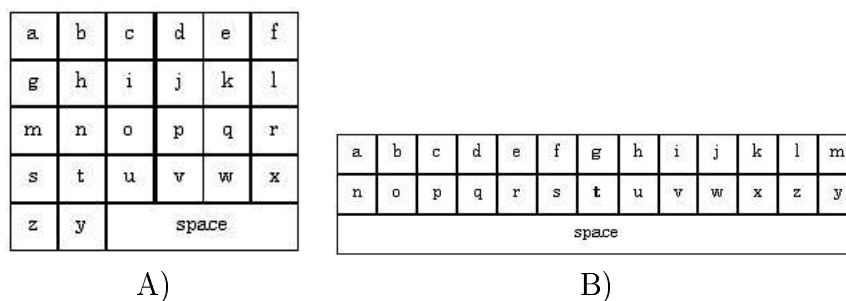 a b c d e f
g h i j k l
m n o p q r
s t u v w x
z y space
a b c d e f g h i j k l m
n o p q r s t u v w x z y
space
A) B)